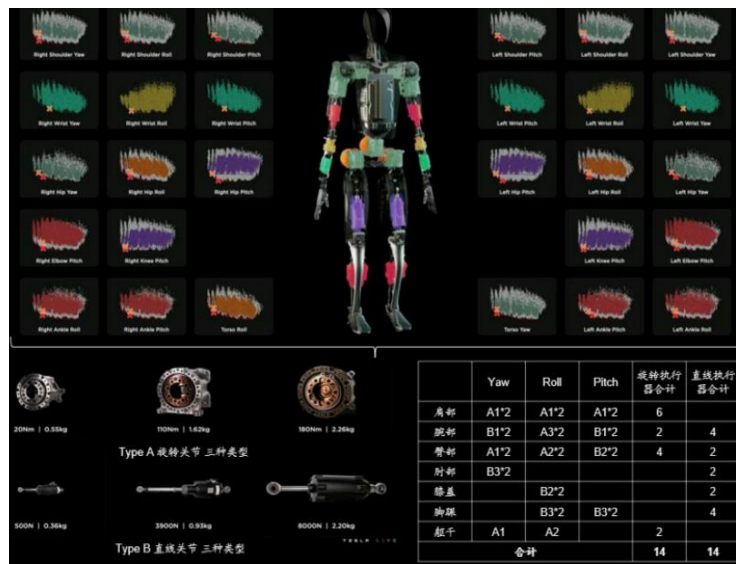 Right Shoulder Yaw
Right Shoulder Roll
Right Shoulder Pitch
Left Shoulder Pitch
Left Shoulder Roll
Left Shoulder Yaw
Right Wrist Yaw
Right Wrist Roll
Right Wrist Pitch
Left Wrist Pitch
Left Wrist Roll
Left Wrist Yaw
Right Hip Yaw
Right Hip Roll
Right Hip Pitch
Left Hip Pitch
Left Hip Roll
Left Hip Yaw
Right Elbow Pitch
Right Knee Pitch
Left Knee Pitch
Left Elbow Pitch
Right Ankle Roll
Right Ankle Pitch
Torso Roll
Torso Yaw
Left Ankle Pitch
Left Ankle Roll
20Nm | 0.55kg
110Nm | 1.62kg
180Nm | 2.26kg
Type A 旋转关节 三种类型
500N | 0.36kg
3900N | 0.93kg
8000N | 2.20kg
TESLA LIVE
Type B 直线关节 三种类型
Yaw Roll Pitch 旋转执行器合计 直线执行器合计
肩部 A1*2 A1*2 A1*2 6
腕部 B1*2 A3*2 B1*2 2 4
臀部 A1*2 A2*2 B2*2 4 2
肘部 B3*2 2
膝盖 B2*2 2
脚踝 B3*2 B3*2 4
躯干 A1 A2 2
合计 14 14